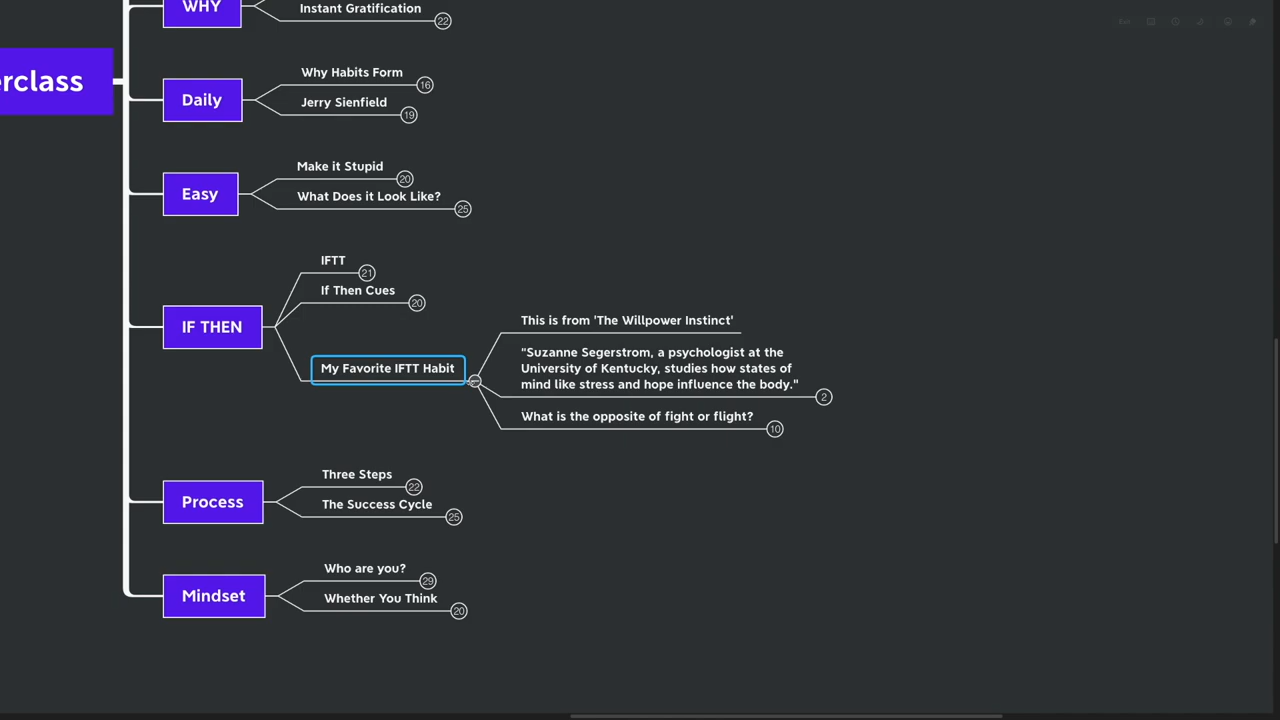 WHY
Instant Gratification
22
erclass
Daily
Why Habits Form
16
Jerry Sienfield
19
Easy
Make it Stupid
20
What Does it Look Like?
25
IF THEN
IFTT
21
If Then Cues
20
My Favorite IFTT Habit
This is from 'The Willpower Instinct'
"Suzanne Segerstrom, a psychologist at the
University of Kentucky, studies how states of
mind like stress and hope influence the body."
2
What is the opposite of fight or flight?
10
Process
Three Steps
22
The Success Cycle
25
Mindset
Who are you?
29
Whether You Think
20